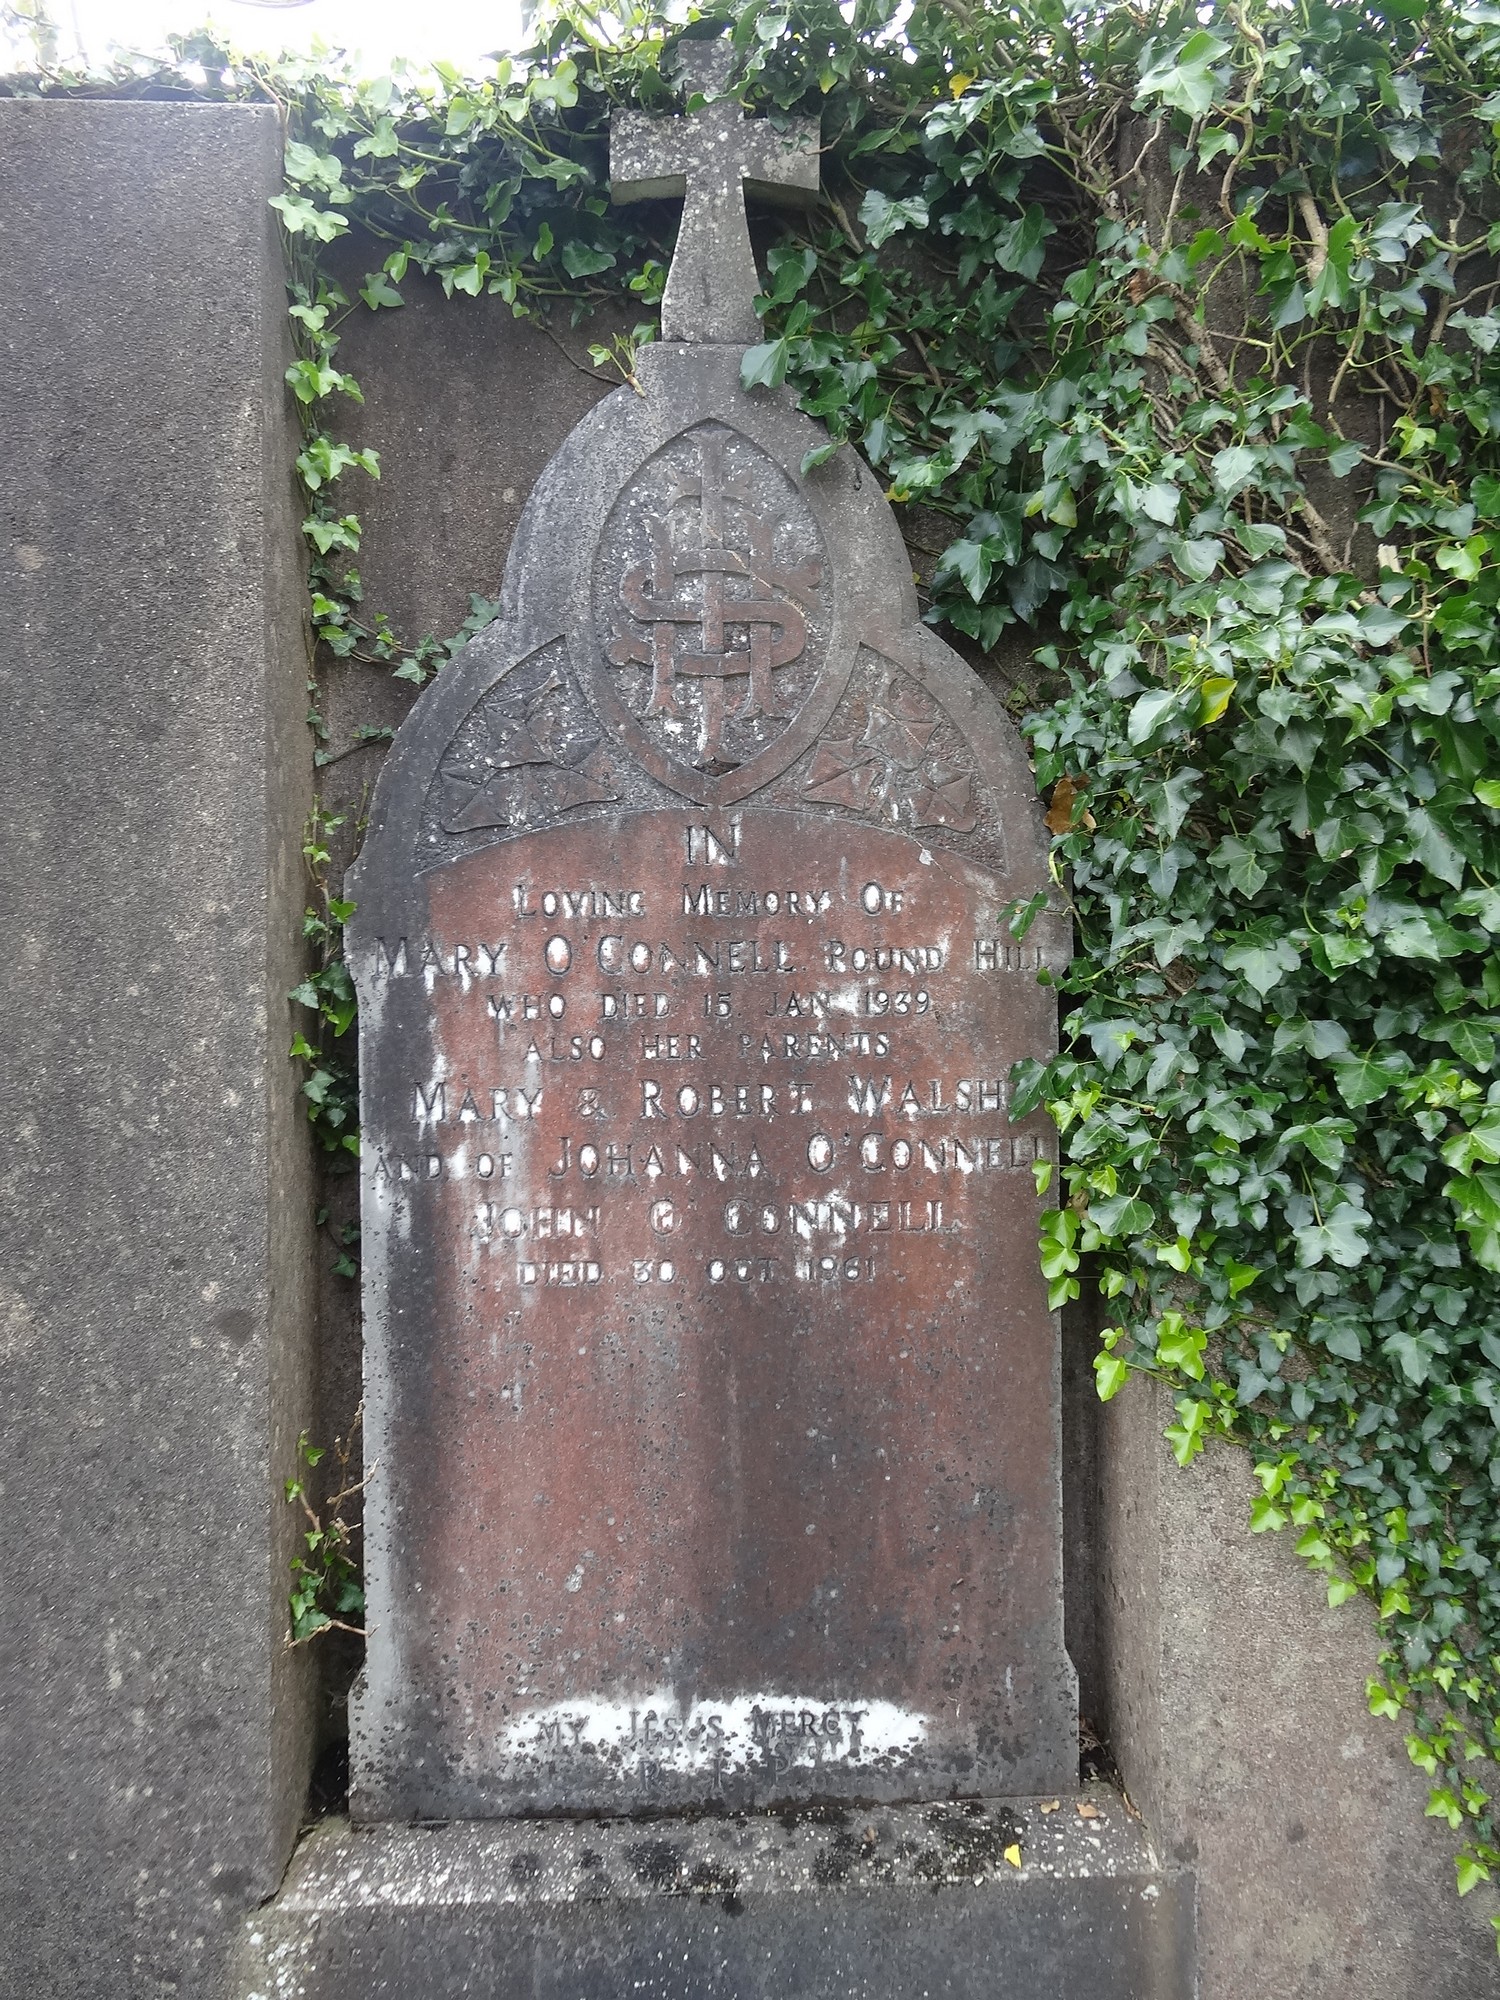 IHS
IN
LOVING MEMORY OF
MARY O'CONNELL. ROUND HILL
WHO DIED 15. JAN 1939.
ALSO HER PARENTS
MARY & ROBERT WALSH
AND OF JOHANNA O'CONNELL
JOHN O' CONNELL.
DIED 30 OCT 1961.
MY JESUS MERCY
R I P